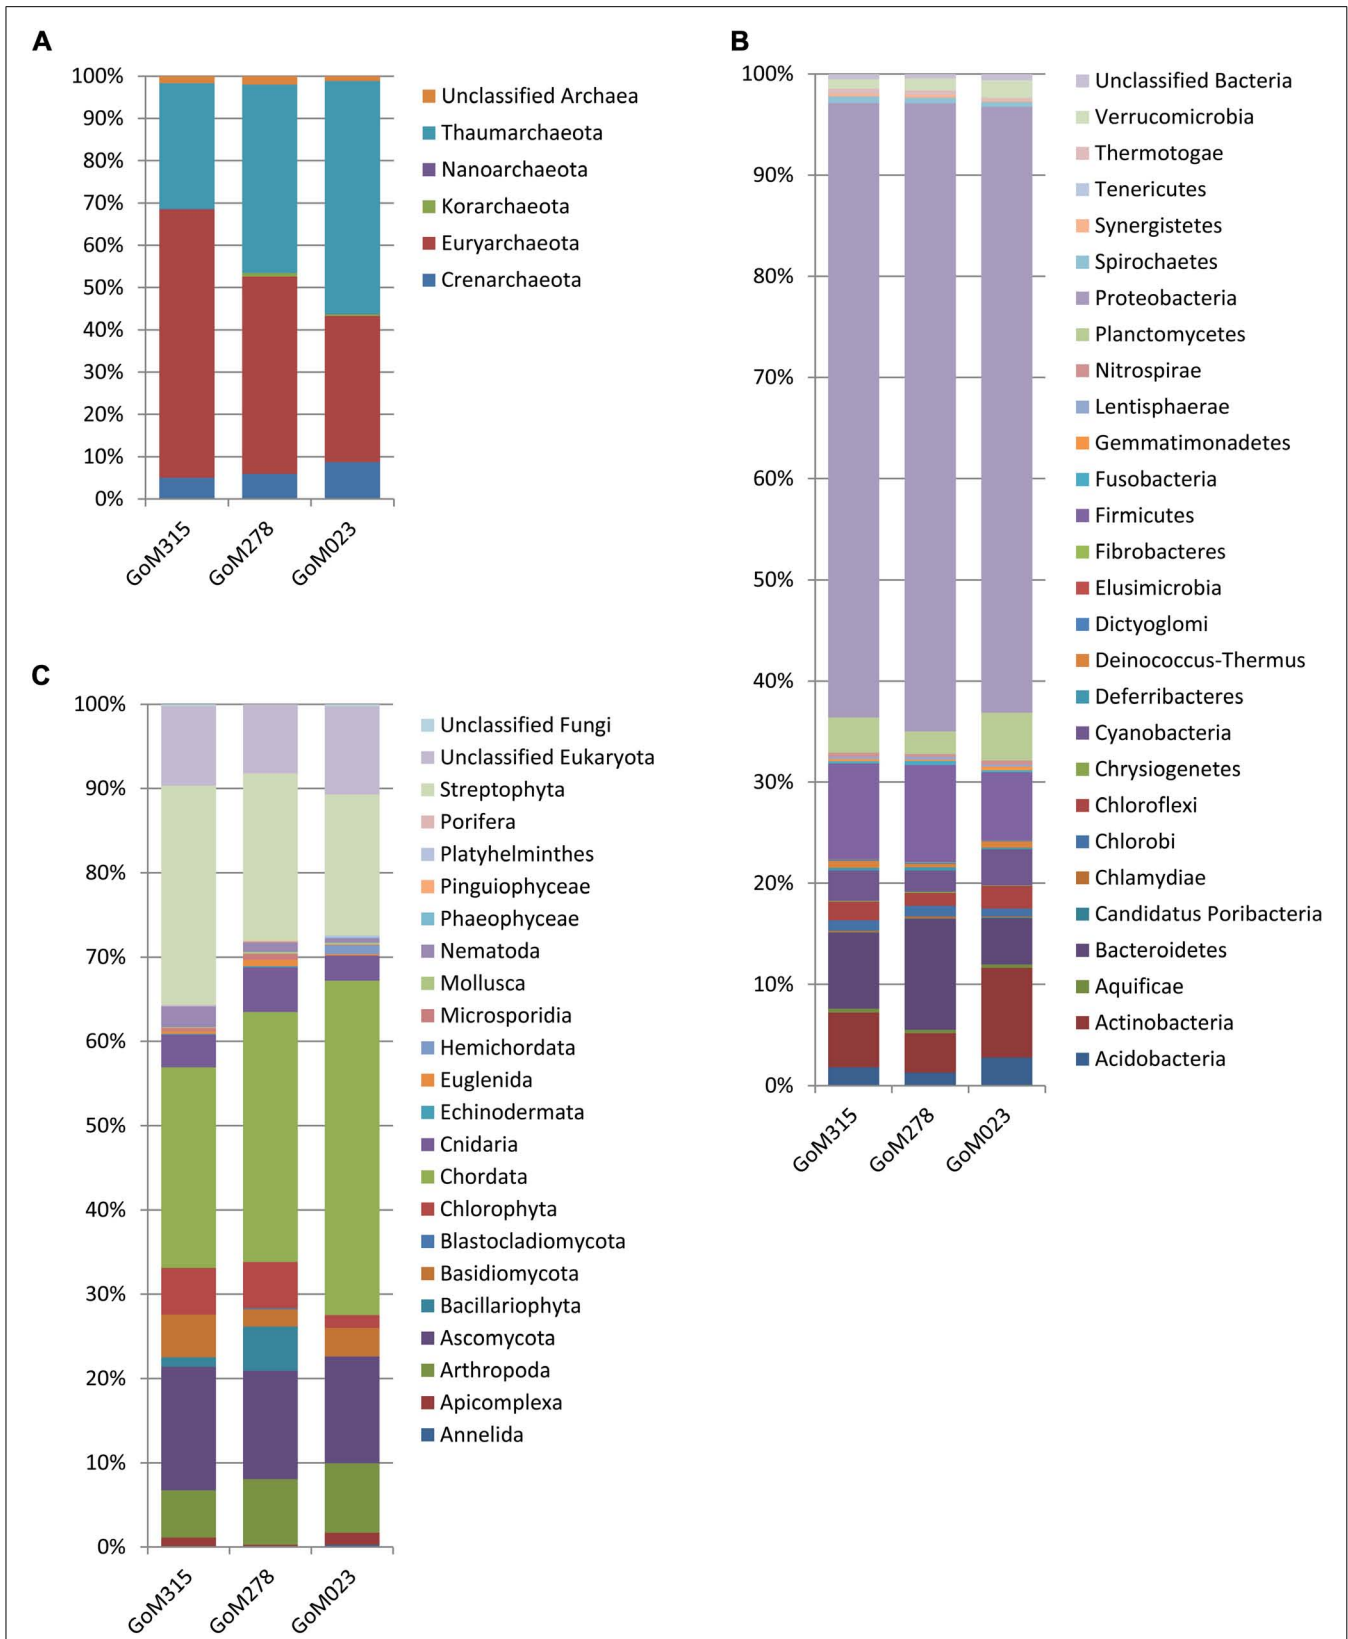 A
100%
90%
80%
70%
60%
50%
40%
30%
20%
10%
0%
GoM315
GoM278
GoM023
Unclassified Archaea
Thaumarchaeota
Nanoarchaeota
Korarchaeota
Euryarchaeota
Crenarchaeota
B
100%
90%
80%
70%
60%
50%
40%
30%
20%
10%
0%
GoM315
GoM278
GoM023
Unclassified Bacteria
Verrucomicrobia
Thermotogae
Tenericutes
Synergistetes
Spirochaetes
Proteobacteria
Planctomycetes
Nitrospirae
Lentisphaerae
Gemmatimonadetes
Fusobacteria
Firmicutes
Fibrobacteres
Elusimicrobia
Dictyoglomi
Deinococcus-Thermus
Deferribacteres
Cyanobacteria
Chrysiogenetes
Chloroflexi
Chlorobi
Chlamydiae
Candidatus Poribacteria
Bacteroidetes
Aquificae
Actinobacteria
Acidobacteria
C
100%
90%
80%
70%
60%
50%
40%
30%
20%
10%
0%
GoM315
GoM278
GoM023
Unclassified Fungi
Unclassified Eukaryota
Streptophyta
Porifera
Platyhelminthes
Pinguiophyceae
Phaeophyceae
Nematoda
Mollusca
Microsporidia
Hemichordata
Euglenida
Echinodermata
Cnidaria
Chordata
Chlorophyta
Blastocladiomycota
Basidiomycota
Bacillariophyta
Ascomycota
Arthropoda
Apicomplexa
Annelida